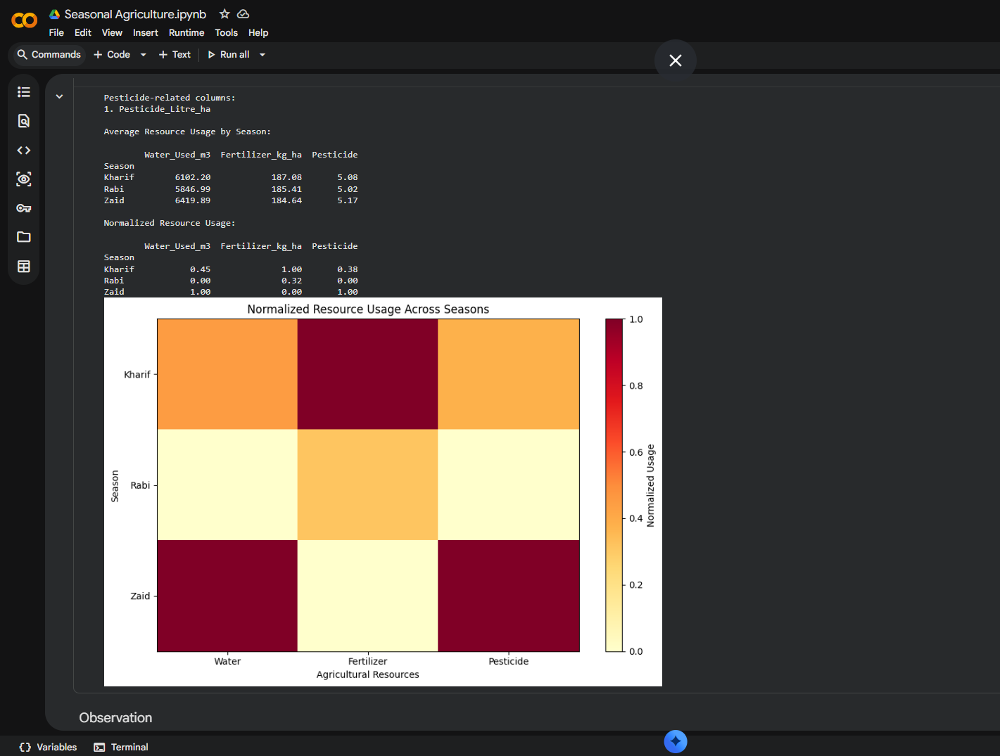 Seasonal Agriculture.ipynb
File Edit View Insert Runtime Tools Help
Commands + Code + Text Run all
Pesticide-related columns:
1. Pesticide_Litre_ha
Average Resource Usage by Season:
Water_Used_m3 Fertilizer_kg_ha Pesticide
Season
Kharif 6102.20 187.08 5.08
Rabi 5846.99 185.41 5.02
Zaid 6419.89 184.64 5.17
Normalized Resource Usage:
Water_Used_m3 Fertilizer_kg_ha Pesticide
Season
Kharif 0.45 1.00 0.38
Rabi 0.00 0.32 0.00
Zaid 1.00 0.00 1.00
Normalized Resource Usage Across Seasons
Season
Kharif
Rabi
Zaid
Water Fertilizer Pesticide
Agricultural Resources
1.0
0.8
0.6
0.4
0.2
0.0
Normalized Usage
Observation
Variables Terminal